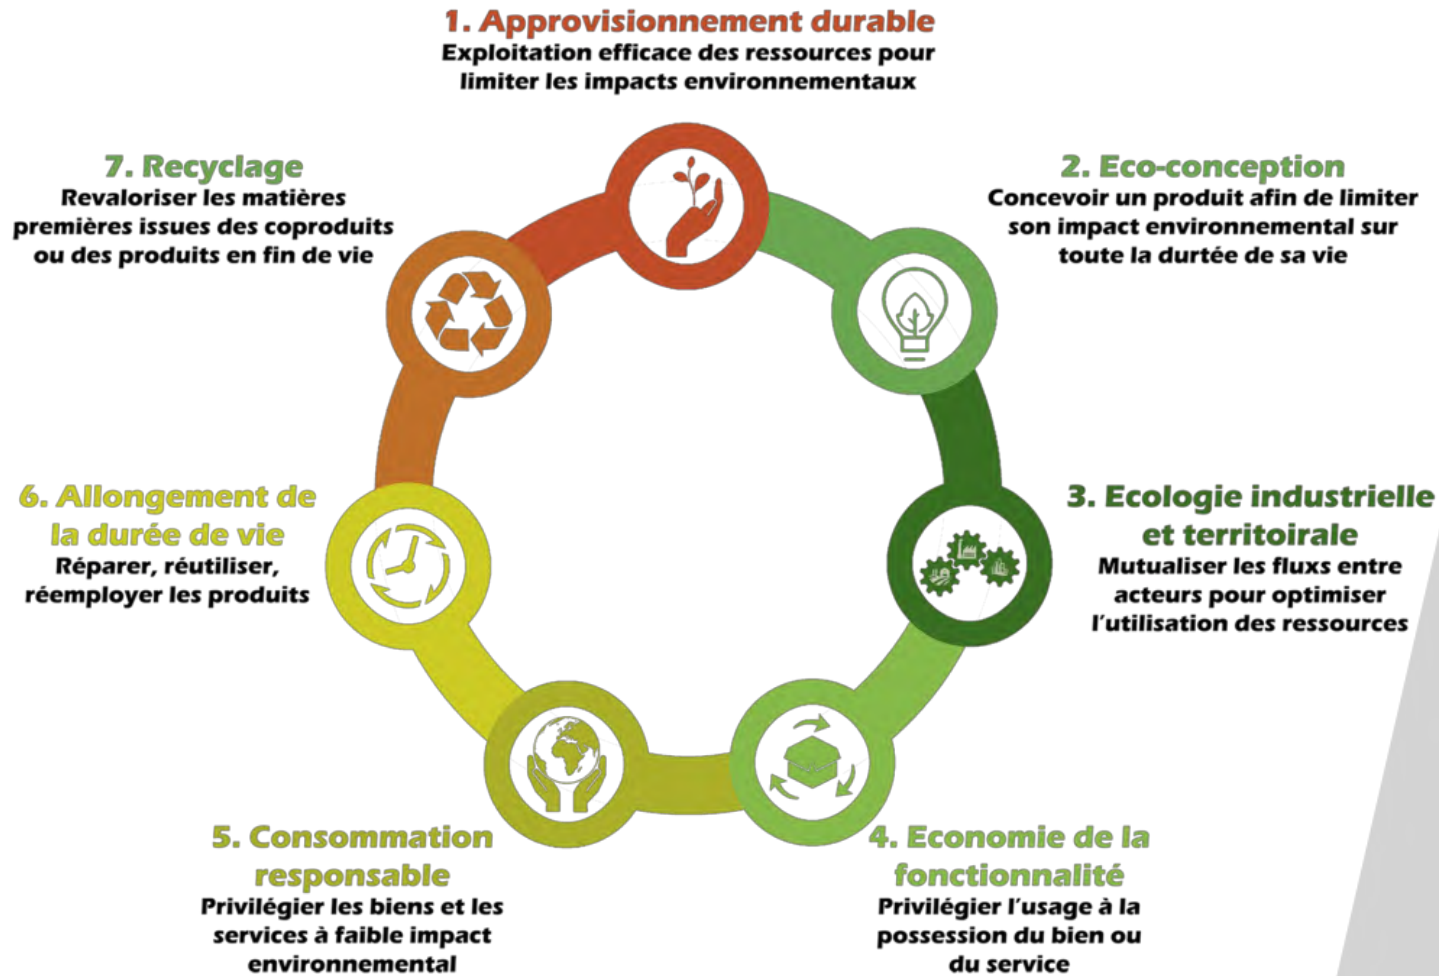 1. Approvisionnement durable
Exploitation efficace des ressources pour
limiter les impacts environnementaux
2. Eco-conception
Concevoir un produit afin de limiter
son impact environnemental sur
toute la durtée de sa vie
3. Ecologie industrielle
et territoirale
Mutualiser les fluxs entre
acteurs pour optimiser
l'utilisation des ressources
4. Economie de la
fonctionnalité
Privilégier l'usage à la
possession du bien ou
du service
5. Consommation
responsable
Privilégier les biens et les
services à faible impact
environnemental
6. Allongement de
la durée de vie
Réparer, réutiliser,
réemployer les produits
7. Recyclage
Revaloriser les matières
premières issues des coproduits
ou des produits en fin de vie